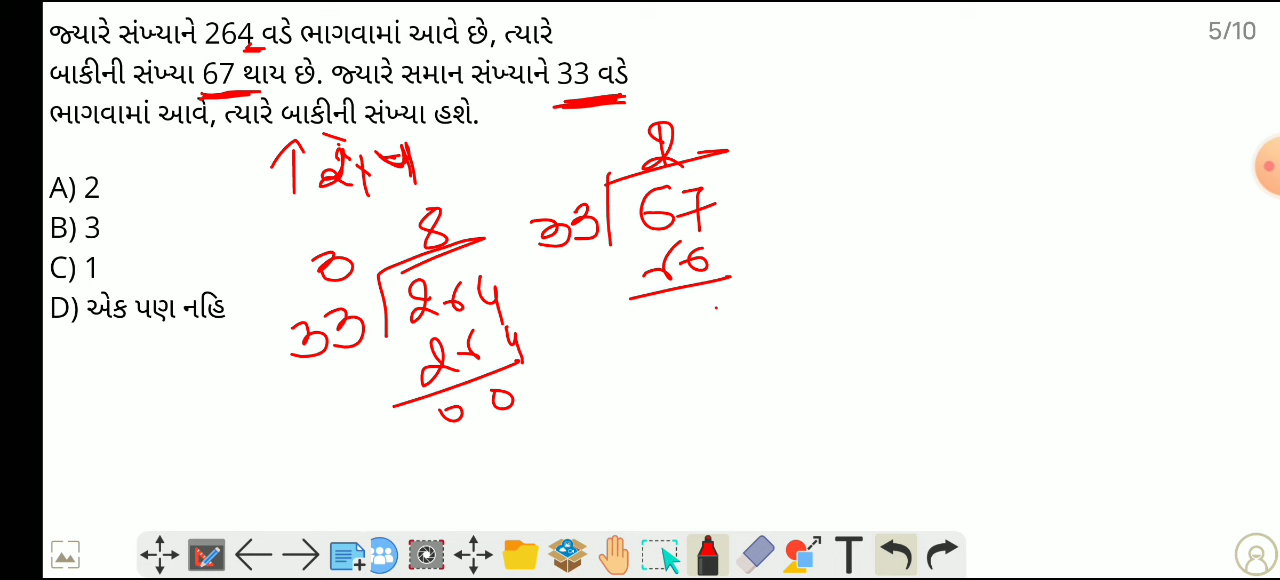 જ્યારે સંખ્યાને 264 વડે ભાગવામાં આવે છે, ત્યારે
5/10
બાકીની સંખ્યા 67 થાય છે. જ્યારે સમાન સંખ્યાને 33 વડે
ભાગવામાં આવે, ત્યારે બાકીની સંખ્યા હશે.
A) 2
B) 3
C) 1
D) એક પણ નહિ
8
3
33
264
264
00
2
33
67
66
T